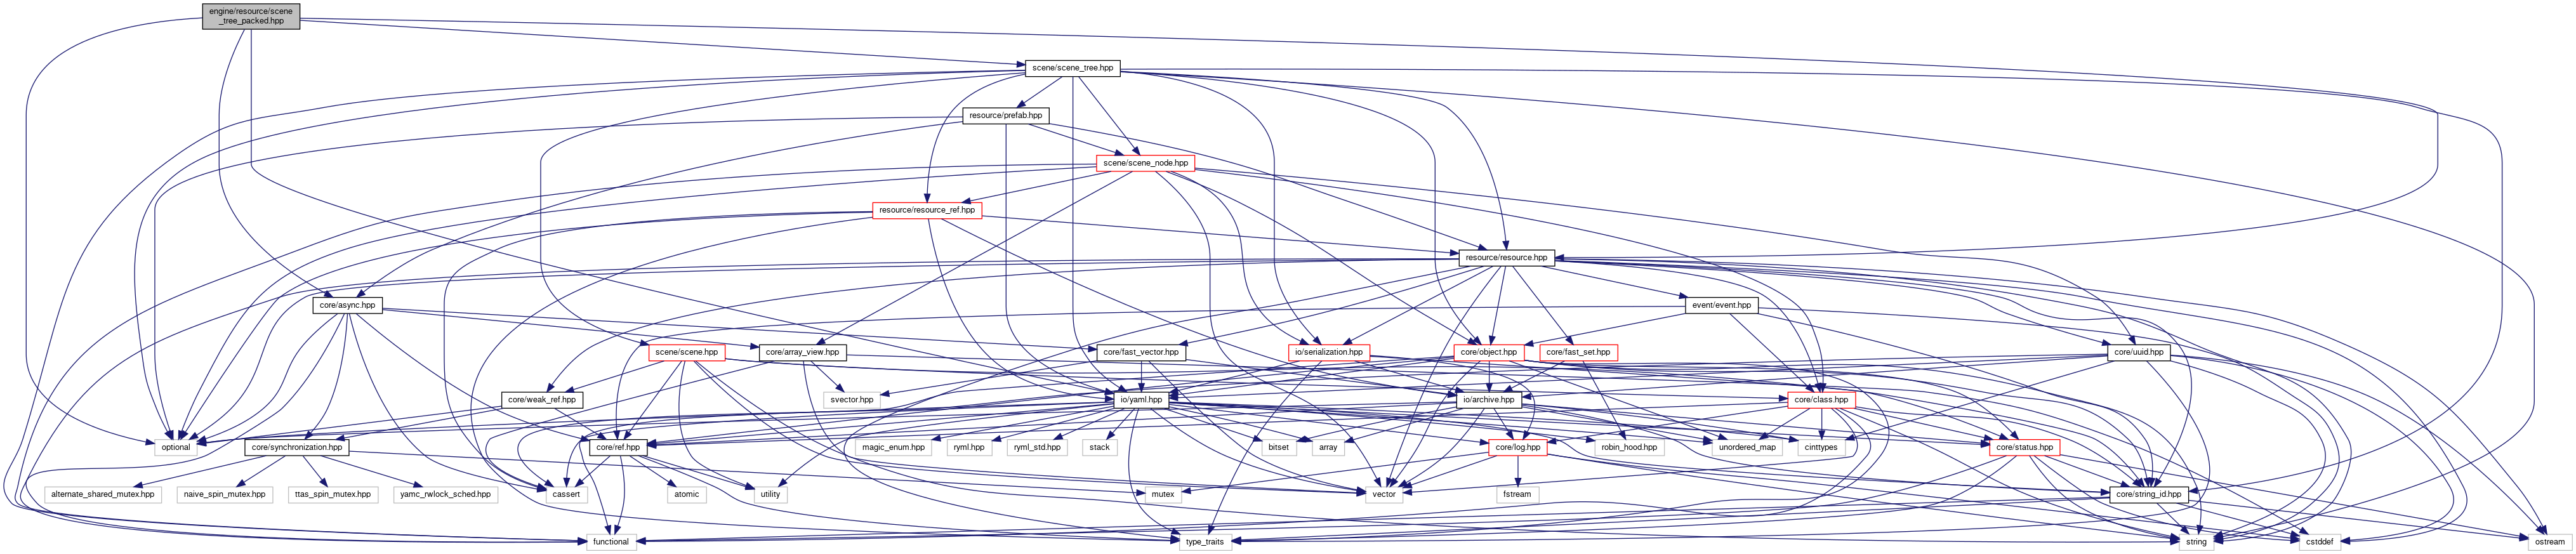 engine/resource/scene
_tree_packed.hpp
scene/scene_tree.hpp
resource/prefab.hpp
scene/scene_node.hpp
resource/resource_ref.hpp
resource/resource.hpp
core/async.hpp
event/event.hpp
scene/scene.hpp
core/array_view.hpp
core/fast_vector.hpp
io/serialization.hpp
core/object.hpp
core/fast_set.hpp
core/uuid.hpp
core/weak_ref.hpp
svector.hpp
io/yaml.hpp
io/archive.hpp
core/class.hpp
optional
core/synchronization.hpp
core/ref.hpp
magic_enum.hpp
ryml.hpp
ryml_std.hpp
stack
bitset
array
core/log.hpp
robin_hood.hpp
unordered_map
cinttypes
core/status.hpp
alternate_shared_mutex.hpp
naive_spin_mutex.hpp
ttas_spin_mutex.hpp
yamc_rwlock_sched.hpp
cassert
atomic
utility
mutex
vector
fstream
core/string_id.hpp
functional
type_traits
string
cstddef
ostream